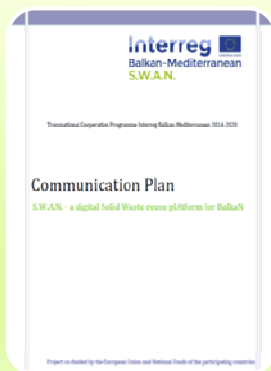 Interreg
Balkan-Mediterranean
S.W.A.N.
Transnational Cooperation Programme Interreg Balkan Mediterranean 2014-2020
Communication Plan
S.W.A.N. - a digital Solid Waste reuse plAtform for BalkaN
Project co-funded by the European Union and National Funds of the participating countries